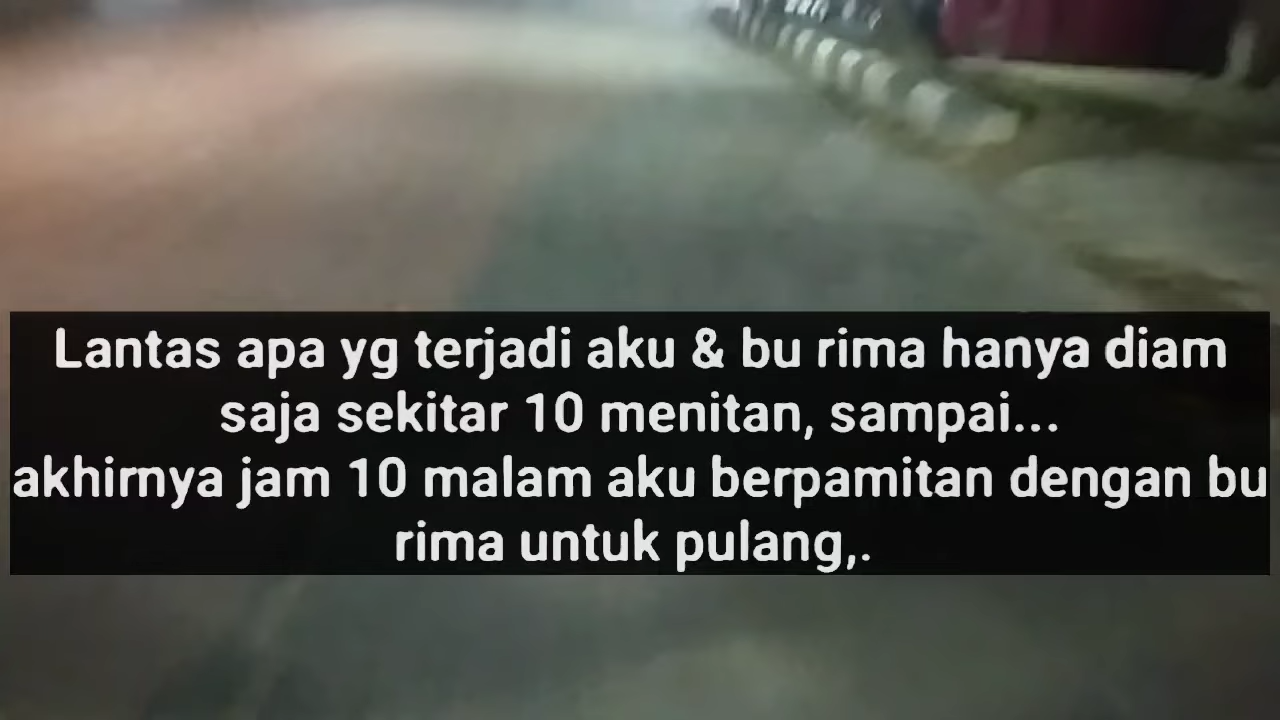 Lantas apa yg terjadi aku & bu rima hanya diam
saja sekitar 10 menitan, sampai...
akhirnya jam 10 malam aku berpamitan dengan bu
rima untuk pulang,.